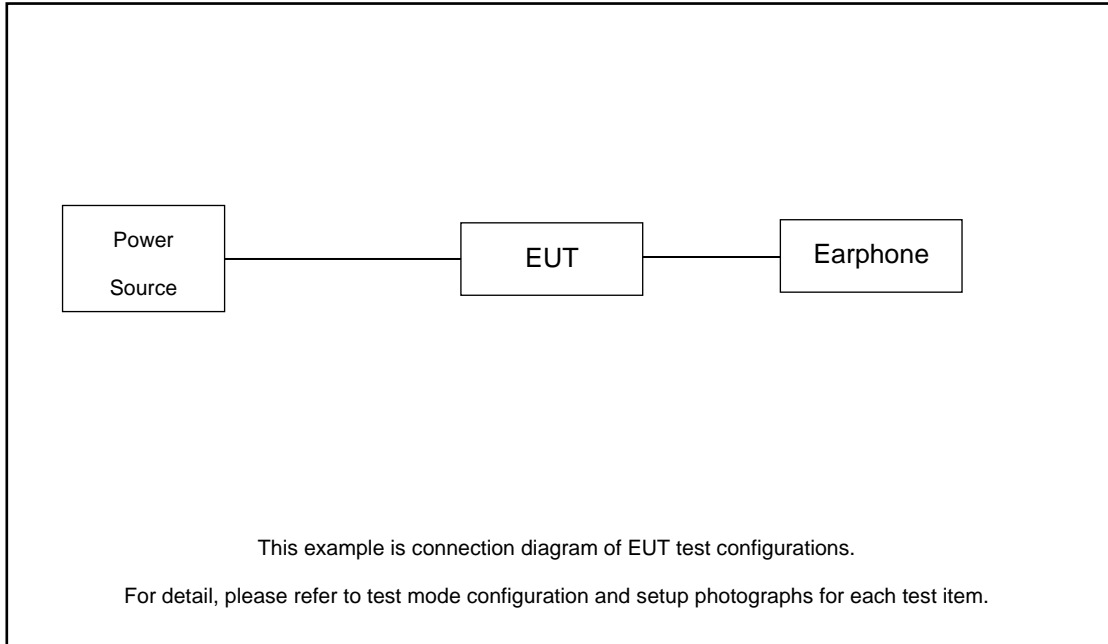 Power
Source
EUT
Earphone
This example is connection diagram of EUT test configurations.
For detail, please refer to test mode configuration and setup photographs for each test item.